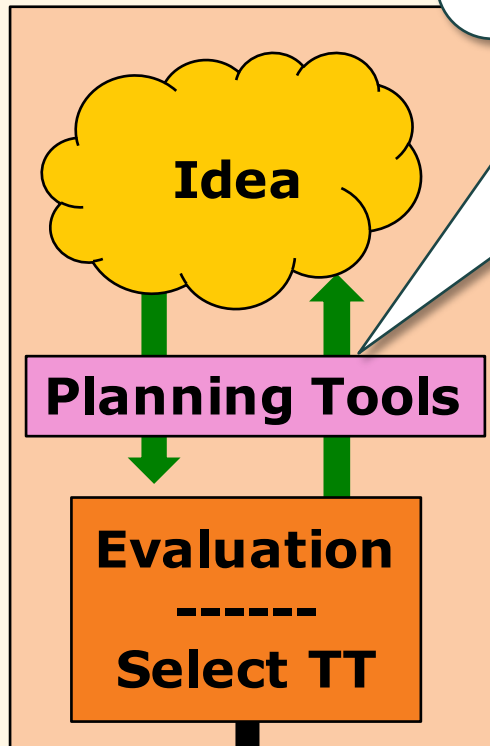 Idea
Planning Tools
Evaluation
------
Select TT